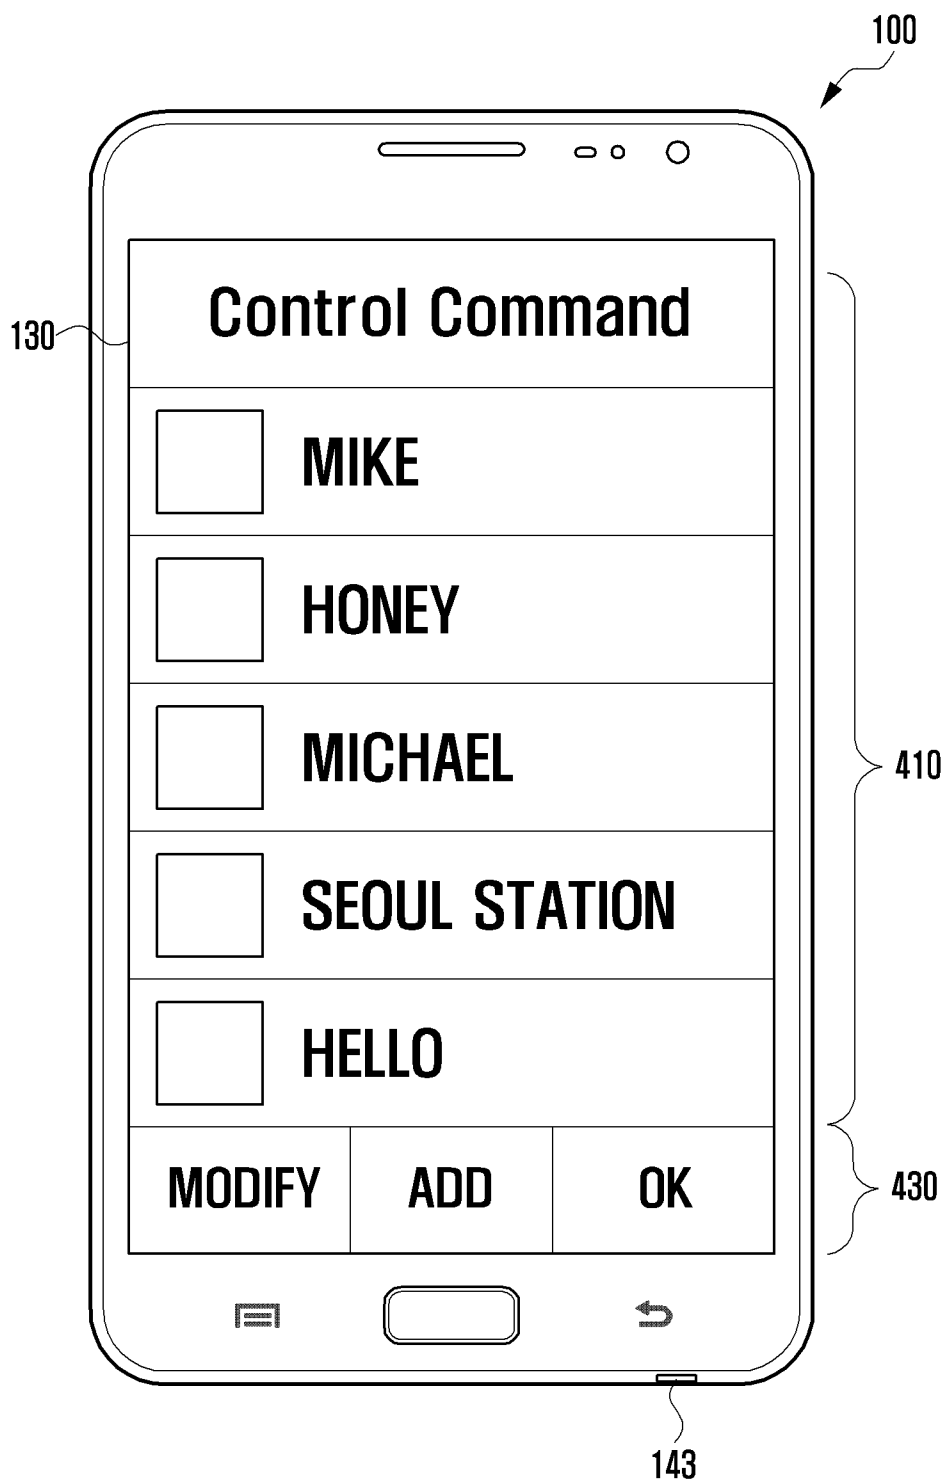 100
Control Command
130
MIKE
HONEY
MICHAEL
410
SEOUL STATION
HELLO
MODIFY ADD OK
430
143